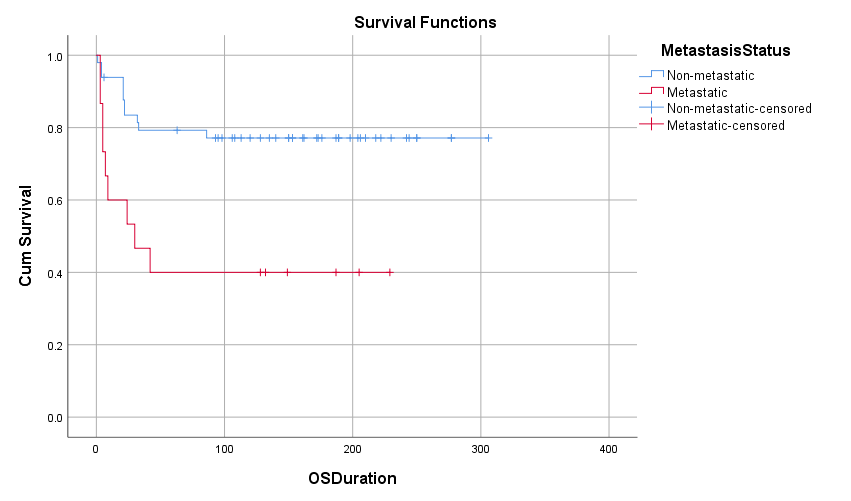 Survival Functions
MetastasisStatus
Non-metastatic
Metastatic
Non-metastatic-censored
Metastatic-censored
1.0
0.8
0.6
0.4
0.2
0.0
Cum Survival
0 100 200 300 400
OSDuration